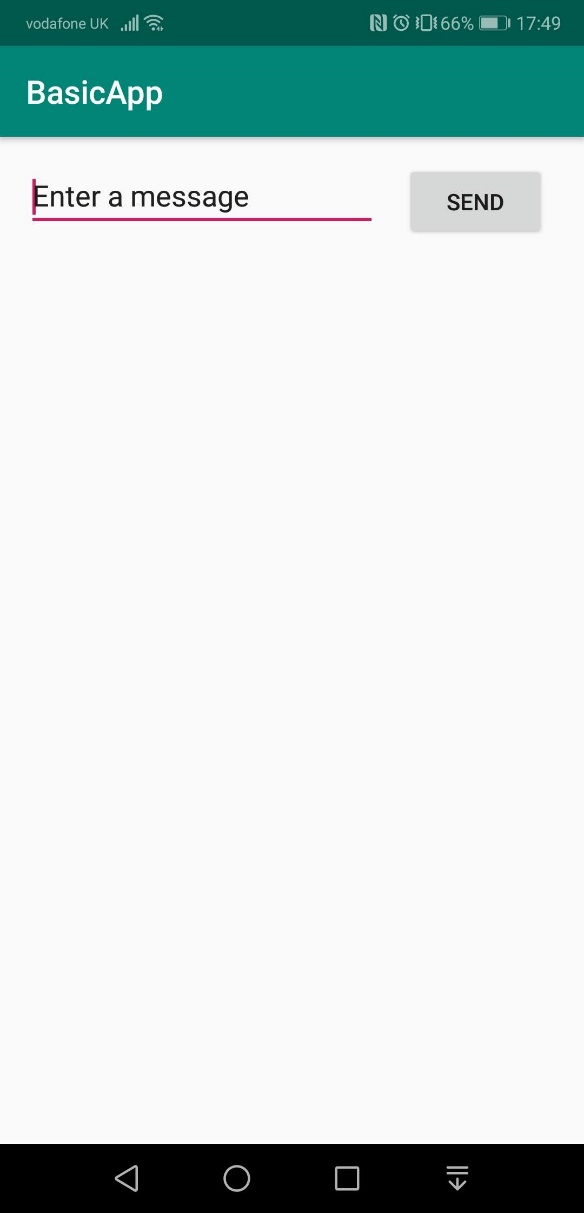 vodafone UK 66% 17:49
BasicApp
Enter a message SEND